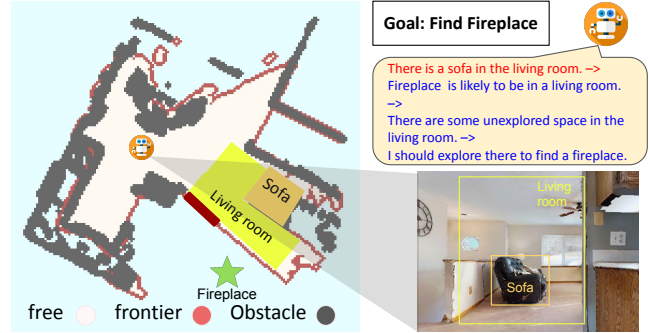 Goal: Find Fireplace
There is a sofa in the living room. –>
Fireplace is likely to be in a living room.
–>
There are some unexplored space in the
living room. –>
I should explore there to find a fireplace.
Sofa
Living room
Fireplace
free
frontier
Obstacle
Living
room
Sofa